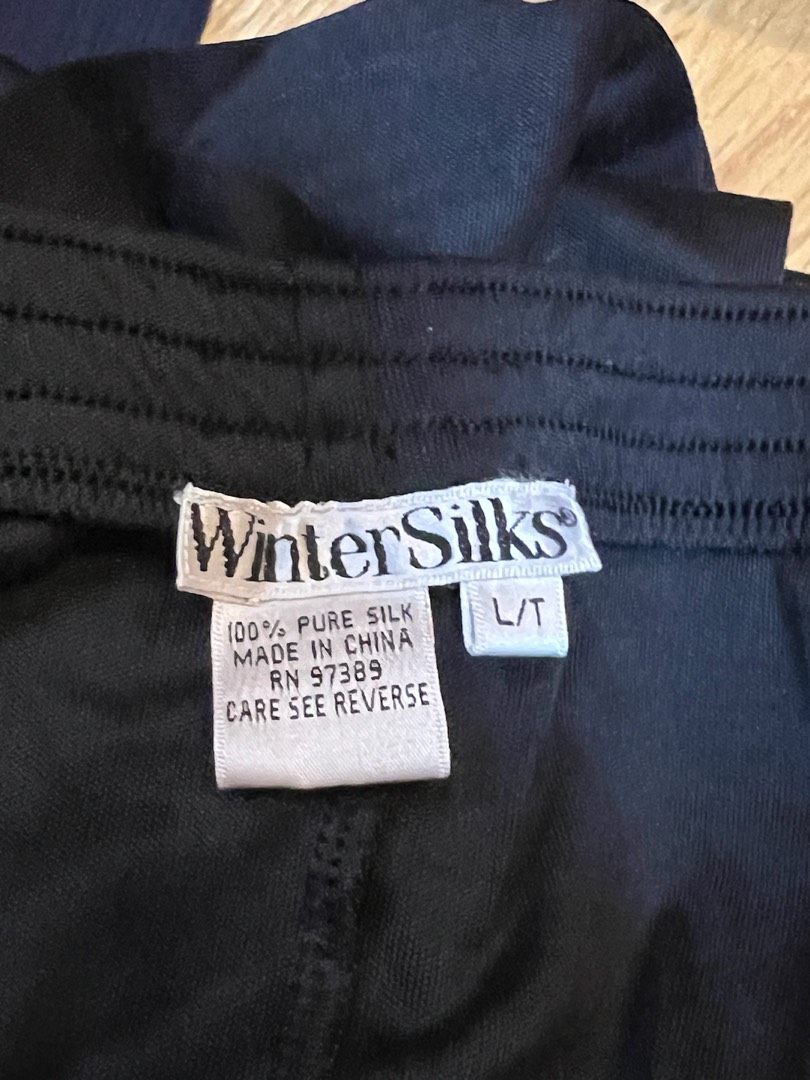 WinterSilks®
L/T
100% PURE SILK
MADE IN CHINA
RN 97389
CARE SEE REVERSE